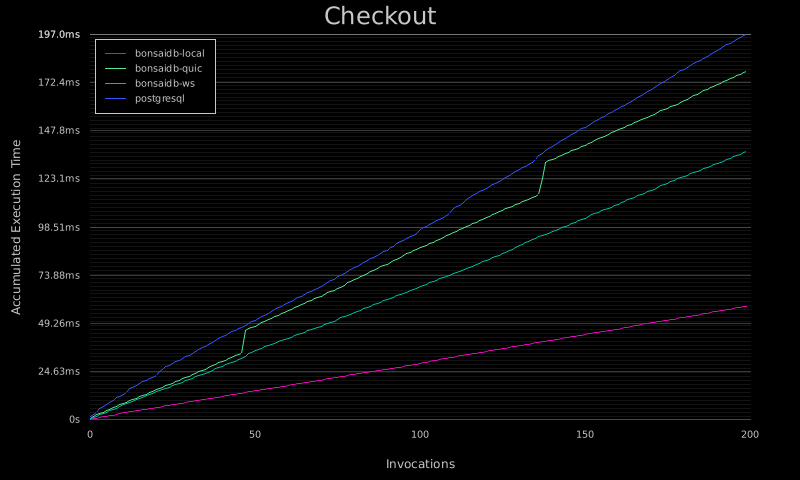 Checkout
197.0ms
172.4ms
147.8ms
123.1ms
98.51ms
73.88ms
49.26ms
24.63ms
0s
Accumulated Execution Time
bonsaidb-local
bonsaidb-quic
bonsaidb-ws
postgresql
0
50
100
150
200
Invocations